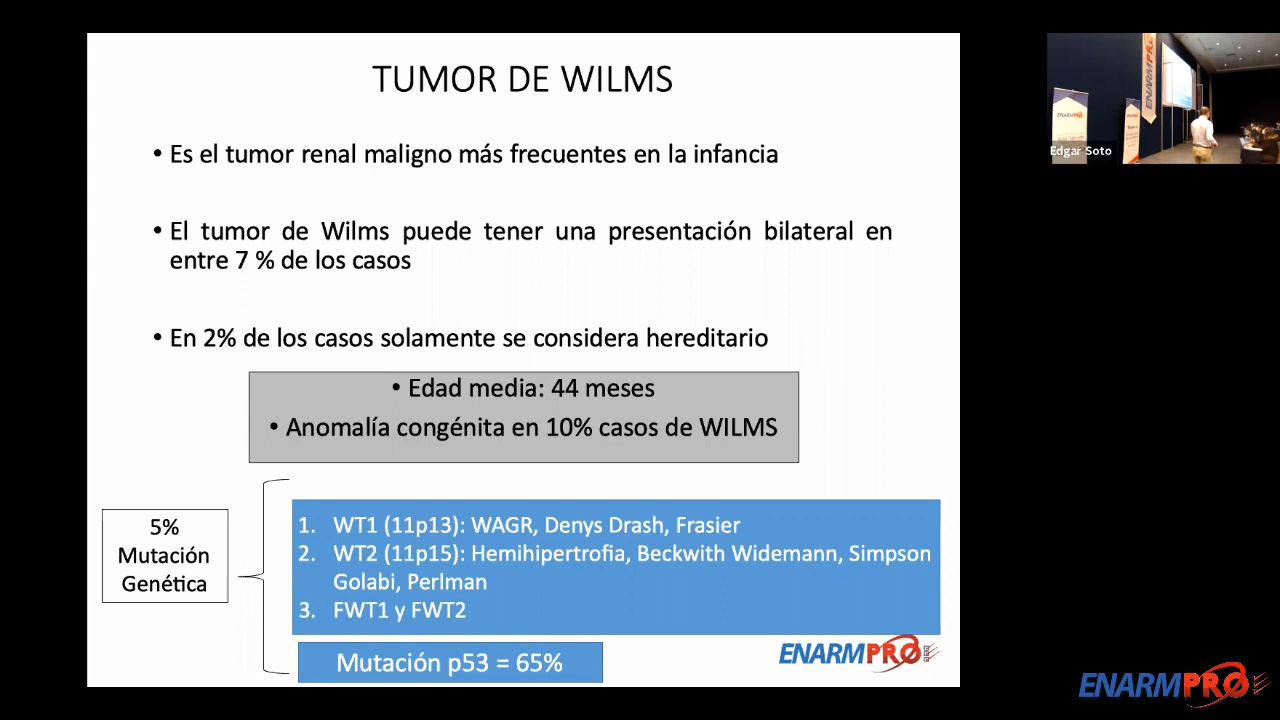 TUMOR DE WILMS
• Es el tumor renal maligno más frecuentes en la infancia
• El tumor de Wilms puede tener una presentación bilateral en
entre 7 % de los casos
• En 2% de los casos solamente se considera hereditario
• Edad media: 44 meses
• Anomalía congénita en 10% casos de WILMS
5%
Mutación
Genética
1. WT1 (11p13): WAGR, Denys Drash, Frasier
2. WT2 (11p15): Hemihipertrofia, Beckwith Widemann, Simpson
Golabi, Perlman
3. FWT1 y FWT2
Mutación p53 = 65%
ENARMPRO
ENARMPRO
ENARMPRO
Edgar Soto
ENARMPRO